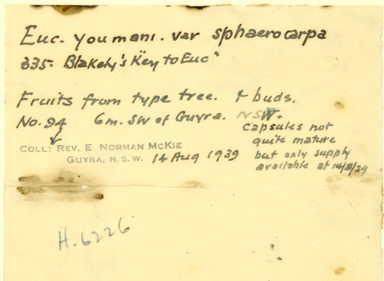 Euc. youmani. var sphaerocarpa
335. Blakely's "Key to Euc"
Fruits from type tree. + buds.
No. 94 6m. SW of Guyra. NSW.
COLL: REV. E NORMAN MCKIE
GUYRA, N.S.W. 14 Aug 1939
Capsules not
quite mature
but only supply
available at 14/8/39
H.6226